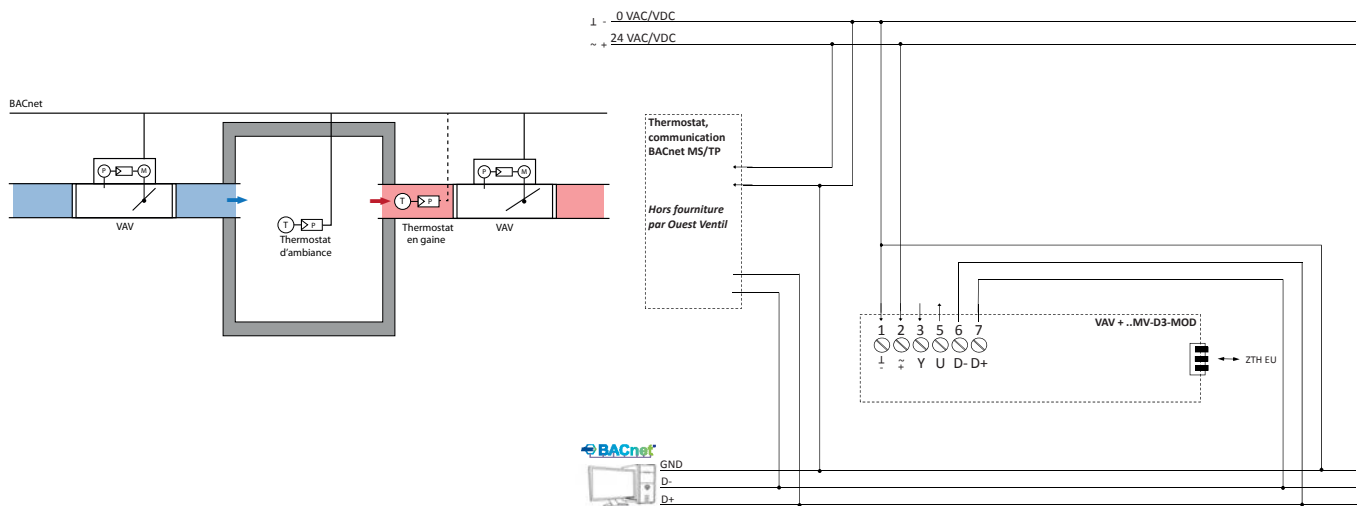 BACnet
P
M
VAV
T
P
Thermostat
d'ambiance
T
P
Thermostat
en gaine
P
M
VAV
⊥ - 0 VAC/VDC
~ + 24 VAC/VDC
Thermostat,
communication
BACnet MS/TP
Hors fourniture
par Ouest Ventil
VAV + ..MV-D3-MOD
1 2 3 5 6 7
⊥ ~ Y U D- D+
- +
ZTH EU
BACnet
GND
D-
D+